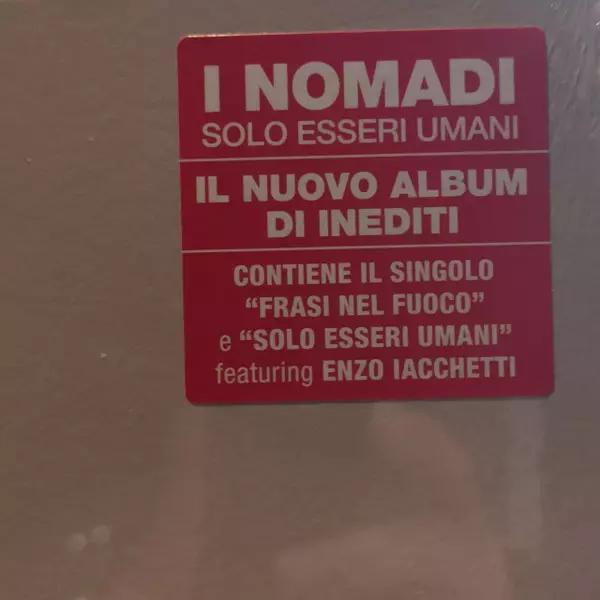 I NOMADI
SOLO ESSERI UMANI
IL NUOVO ALBUM
DI INEDITI
CONTIENE IL SINGOLO
“FRASI NEL FUOCO”
e “SOLO ESSERI UMANI”
featuring ENZO IACCHETTI